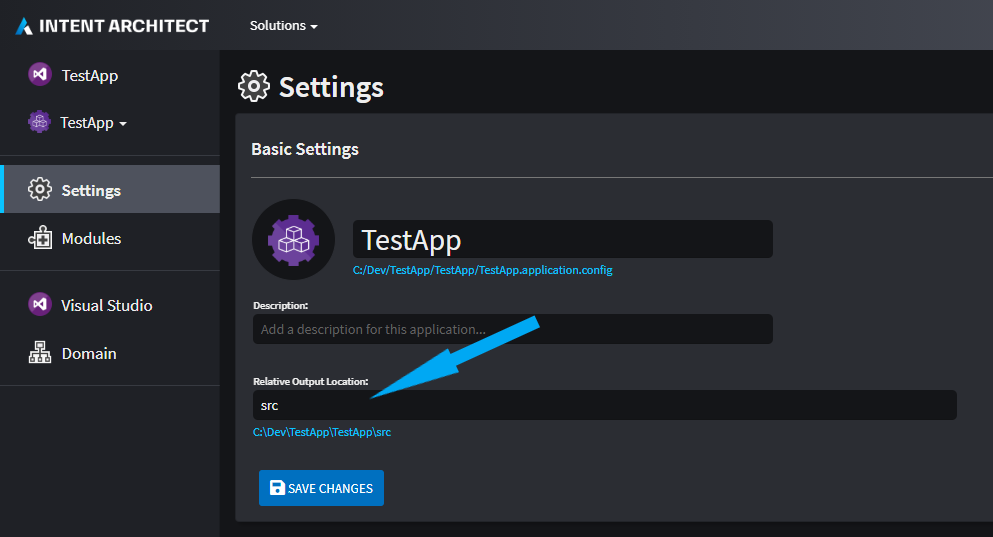 INTENT ARCHITECT
Solutions
TestApp
TestApp
Settings
Modules
Visual Studio
Domain
Settings
Basic Settings
TestApp
C:/Dev/TestApp/TestApp/TestApp.application.config
Description:
Add a description for this application...
Relative Output Location:
src
C:\Dev\TestApp\TestApp\src
SAVE CHANGES